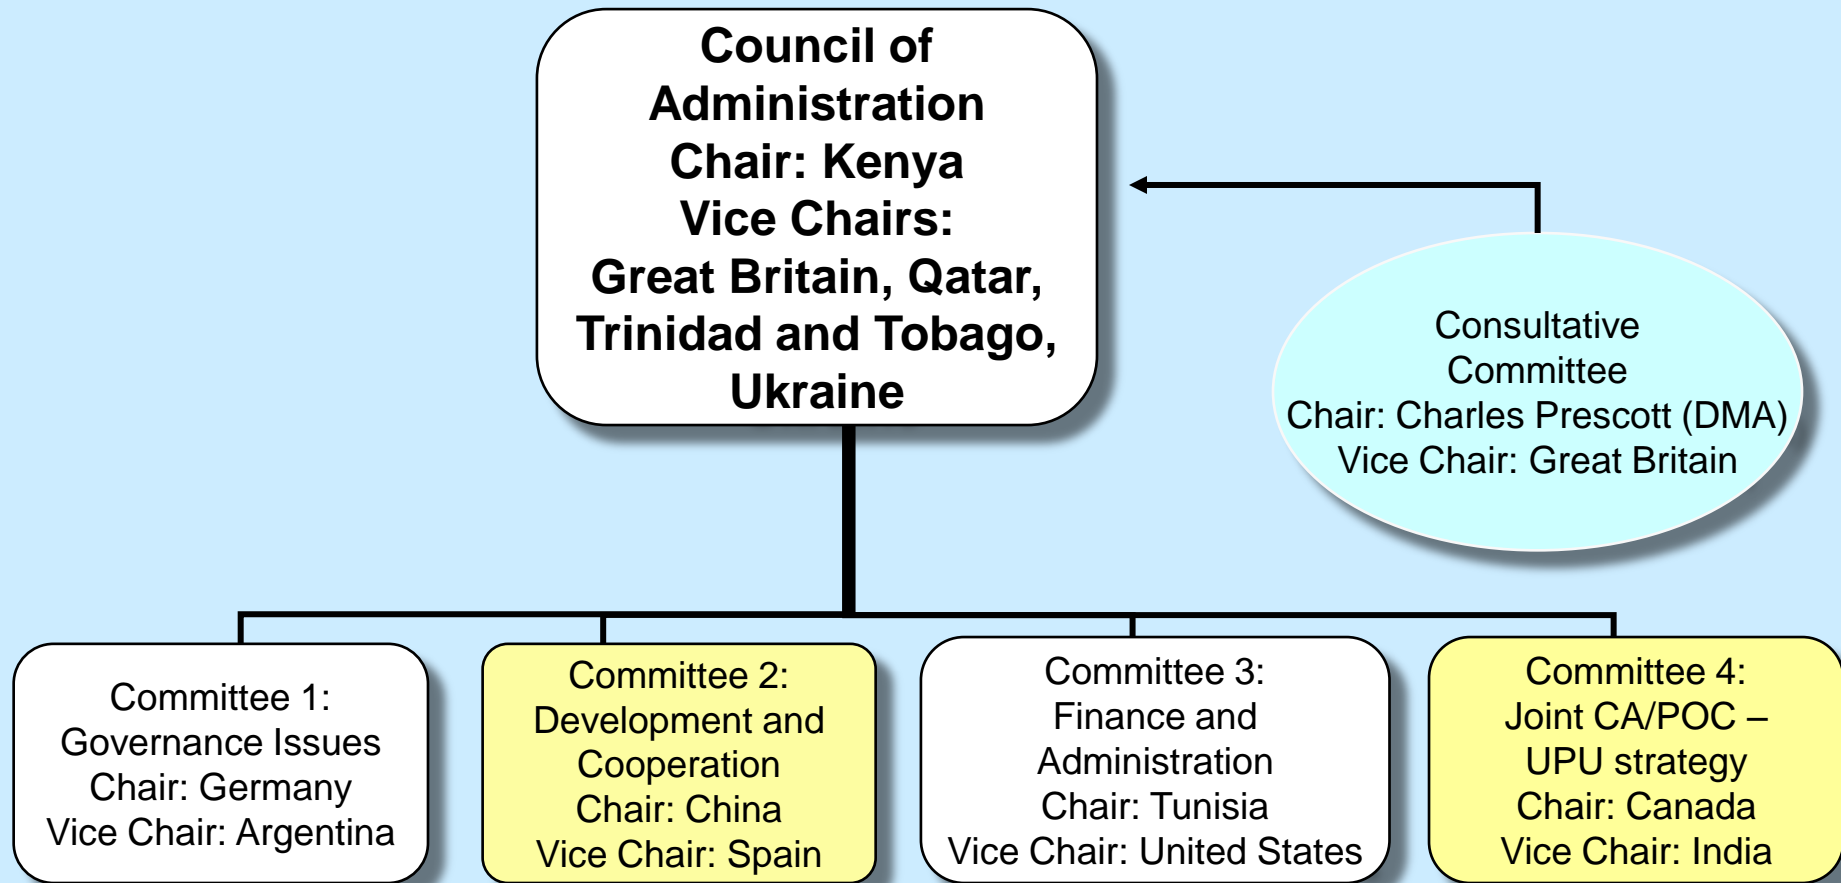 Council of
Administration
Chair: Kenya
Vice Chairs:
Great Britain, Qatar,
Trinidad and Tobago,
Ukraine
Consultative
Committee
Chair: Charles Prescott (DMA)
Vice Chair: Great Britain
Committee 1:
Governance Issues
Chair: Germany
Vice Chair: Argentina
Committee 2:
Development and
Cooperation
Chair: China
Vice Chair: Spain
Committee 3:
Finance and
Administration
Chair: Tunisia
Vice Chair: United States
Committee 4:
Joint CA/POC –
UPU strategy
Chair: Canada
Vice Chair: India